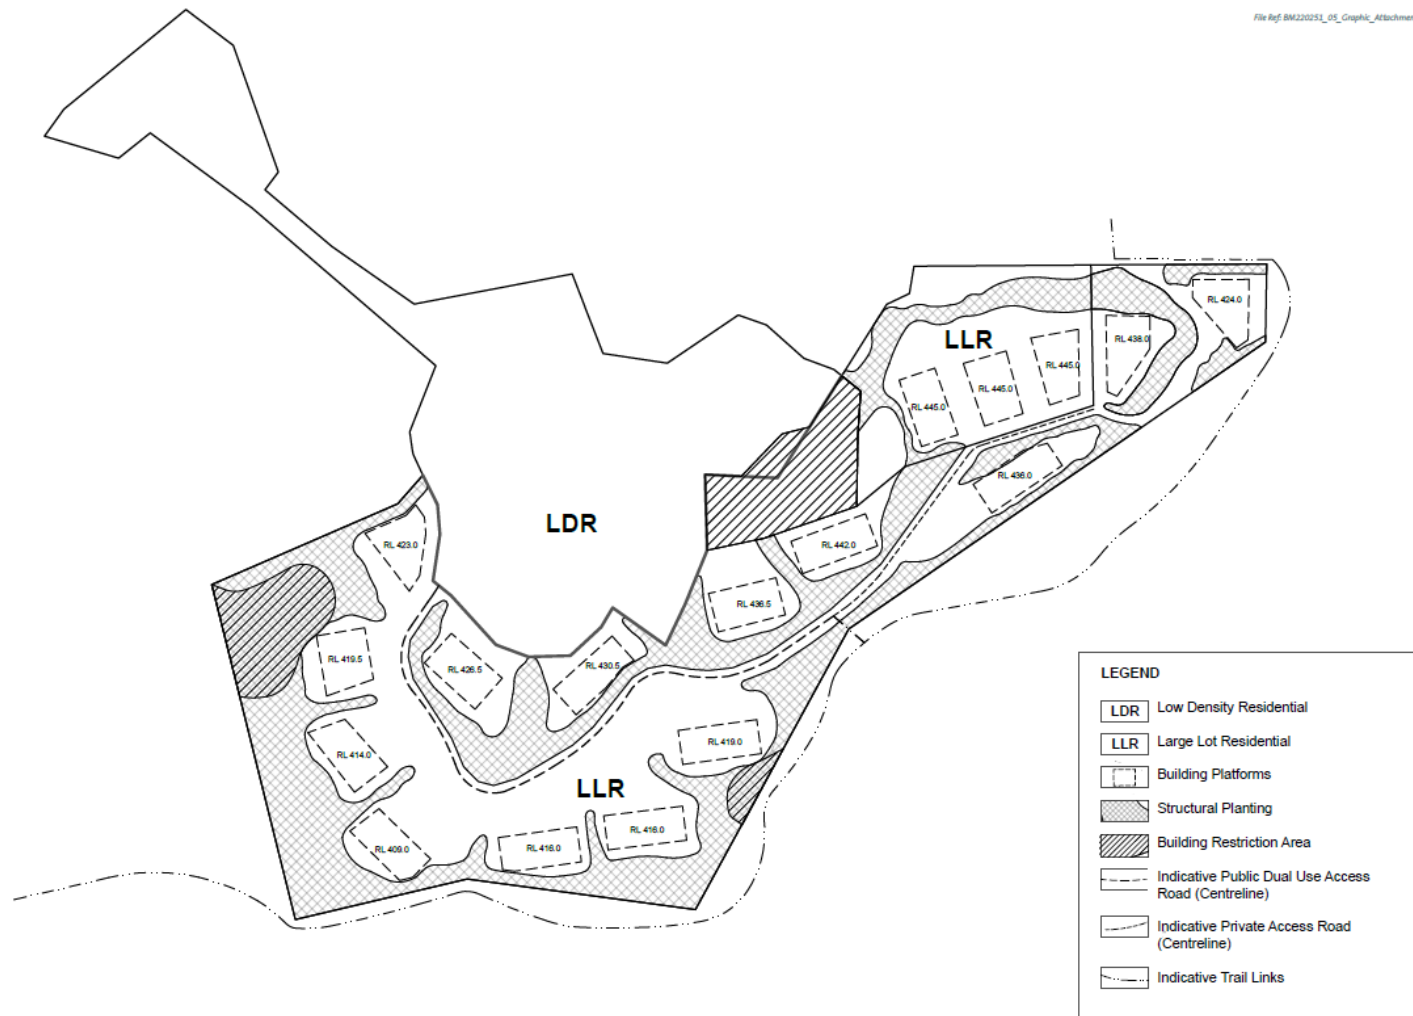 File Ref: BM220251_05_Graphic_Attachmen
RL 424.0
RL 438.0
LLR
RL 445.0
RL 445.0
RL 445.0
RL 436.0
LDR
RL 442.0
RL 423.0
RL 436.5
RL 419.5
RL 426.5
RL 430.5
RL 414.0
RL 419.0
LLR
RL 416.0
RL 409.0
RL 416.0
LEGEND
LDR Low Density Residential
LLR Large Lot Residential
Building Platforms
Structural Planting
Building Restriction Area
Indicative Public Dual Use Access
Road (Centreline)
Indicative Private Access Road
(Centreline)
Indicative Trail Links